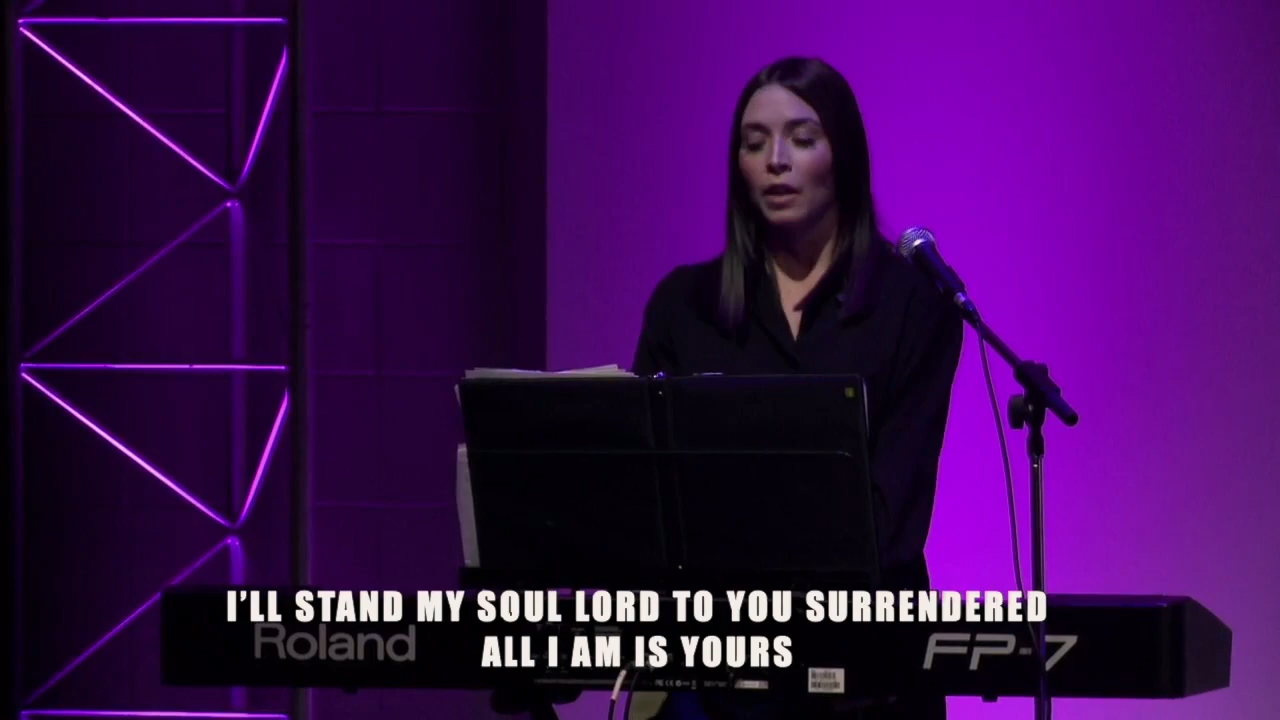 I'LL STAND MY SOUL LORD TO YOU SURRENDERED
ALL I AM IS YOURS
Roland
FP-7